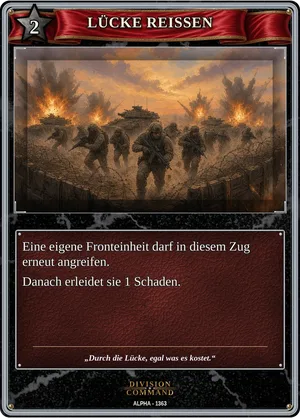 LÜCKE REISSEN
2
Eine eigene Fronteinheit darf in diesem Zug
erneut angreifen.
Danach erleidet sie 1 Schaden.
„Durch die Lücke, egal was es kostet.“
DIVISION
COMMAND
ALPHA - 1363